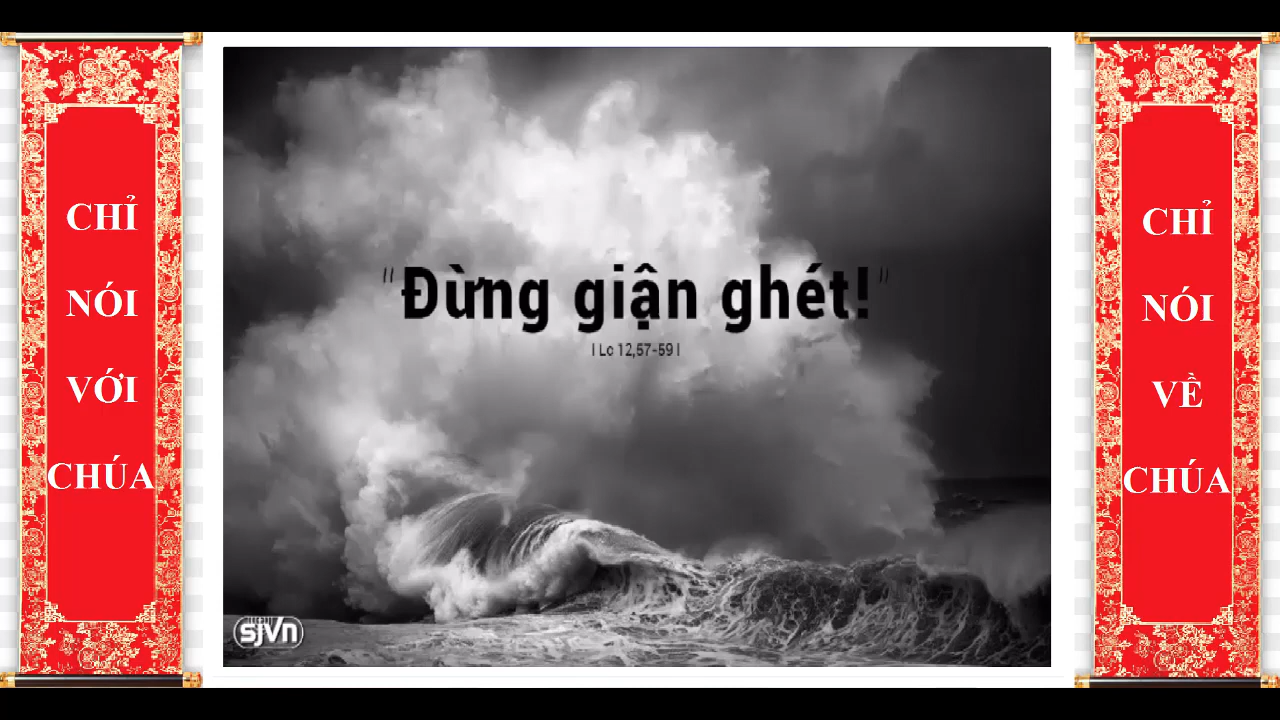 CHỈ
NÓI
VỚI
CHÚA
"Đừng giận ghét!"
| Lc 12,57-59 |
sjvn
CHỈ
NÓI
VỀ
CHÚA